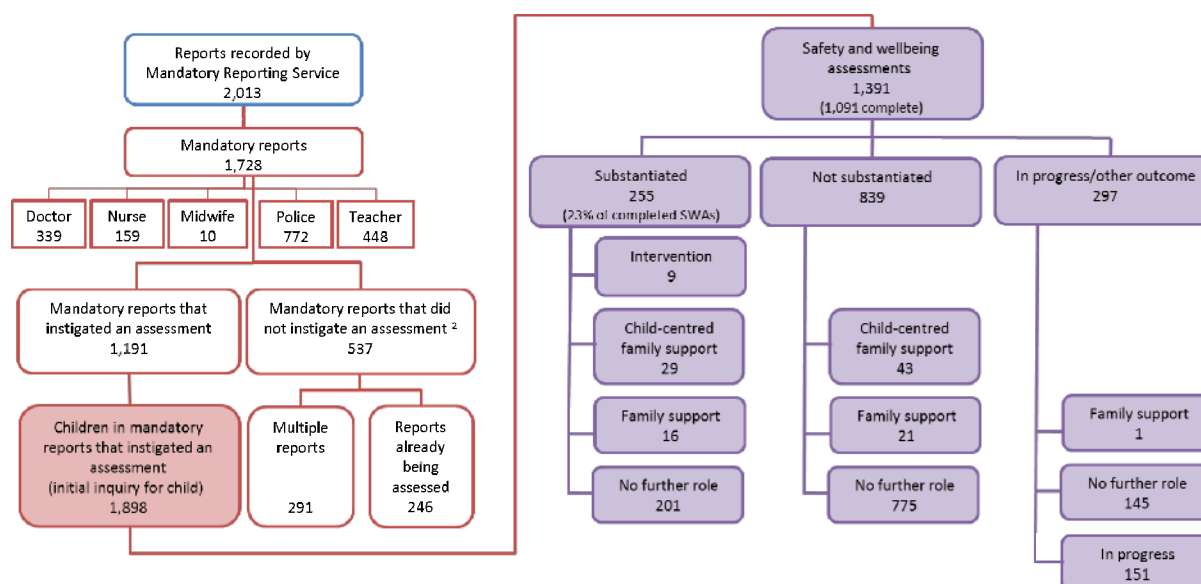 Reports recorded by
Mandatory Reporting Service
2,013
Mandatory reports
1,728
Doctor
339
Nurse
159
Midwife
10
Police
772
Teacher
448
Mandatory reports that
instigated an assessment
1,191
Mandatory reports that did
not instigate an assessment 2
537
Children in mandatory
reports that instigated an
assessment
(initial inquiry for child)
1,898
Multiple
reports
291
Reports
already
being
assessed
246
Safety and wellbeing
assessments
1,391
(1,091 complete)
Substantiated
255
(23% of completed SWAs)
Intervention
9
Child-centred
family support
29
Family support
16
No further role
201
Not substantiated
839
Child-centred
family support
43
Family support
21
No further role
775
In progress/other outcome
297
Family support
1
No further role
145
In progress
151